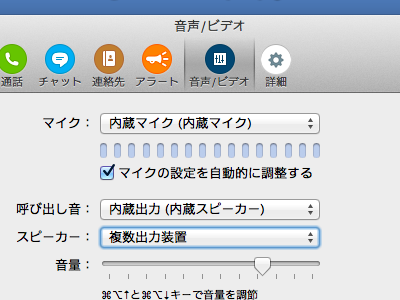 音声/ビデオ
通話 チャット 連絡先 アラート 音声/ビデオ 詳細
マイク： 内蔵マイク (内蔵マイク)
マイクの設定を自動的に調整する
呼び出し音： 内蔵出力 (内蔵スピーカー)
スピーカー： 複数出力装置
音量：
⌘⌥↑と⌘⌥↓キーで音量を調節